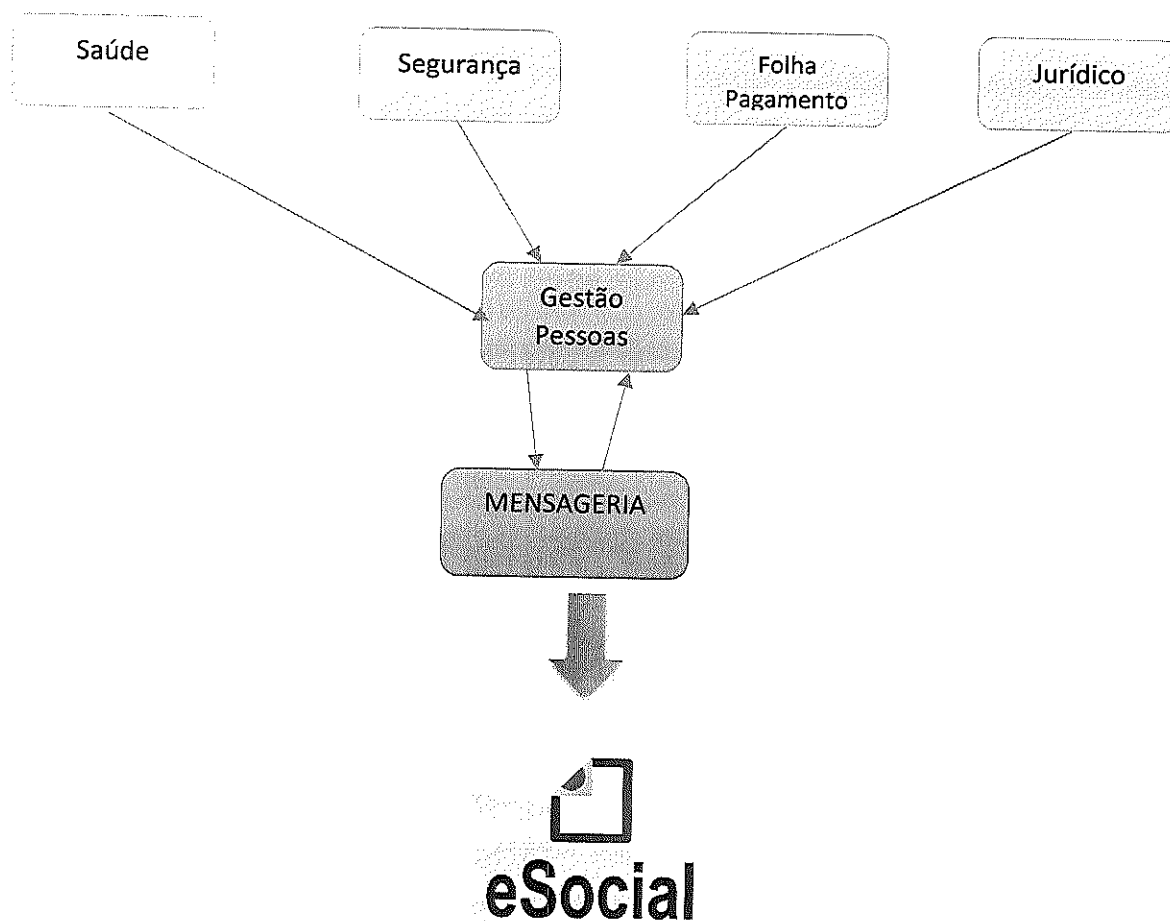 Saúde
Segurança
Folha
Pagamento
Jurídico
Gestão
Pessoas
MENSAGERIA
eSocial